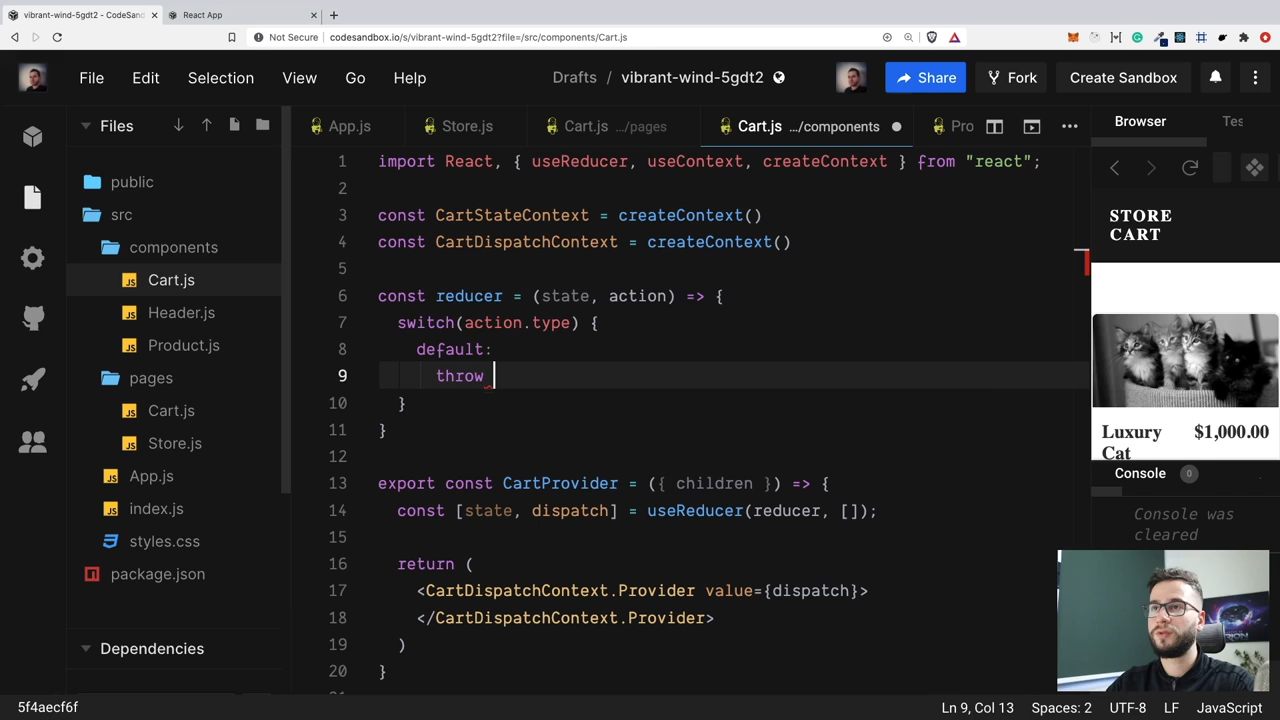 vibrant-wind-5gdt2 - CodeSand
React App
Not Secure
codesandbox.io/s/vibrant-wind-5gdt2?file=/src/components/Cart.js
File
Edit
Selection
View
Go
Help
Drafts / vibrant-wind-5gdt2
Share
Fork
Create Sandbox
Files
App.js
Store.js
Cart.js .../pages
Cart.js .../components
Pro
Browser
Tes
public
src
components
Cart.js
Header.js
Product.js
pages
Cart.js
Store.js
App.js
index.js
styles.css
package.json
Dependencies
1 import React, { useReducer, useContext, createContext } from "react";
2
3 const CartStateContext = createContext()
4 const CartDispatchContext = createContext()
5
6 const reducer = (state, action) => {
7 switch(action.type) {
8 default:
9 throw
10 }
11 }
12
13 export const CartProvider = ({ children }) => {
14 const [state, dispatch] = useReducer(reducer, []);
15
16 return (
17 <CartDispatchContext.Provider value={dispatch}>
18 </CartDispatchContext.Provider>
19 )
20 }
STORE
CART
Luxury
Cat
$1,000.00
Console 0
Console was
cleared
5f4aecf6f
Ln 9, Col 13
Spaces: 2
UTF-8
LF
JavaScript